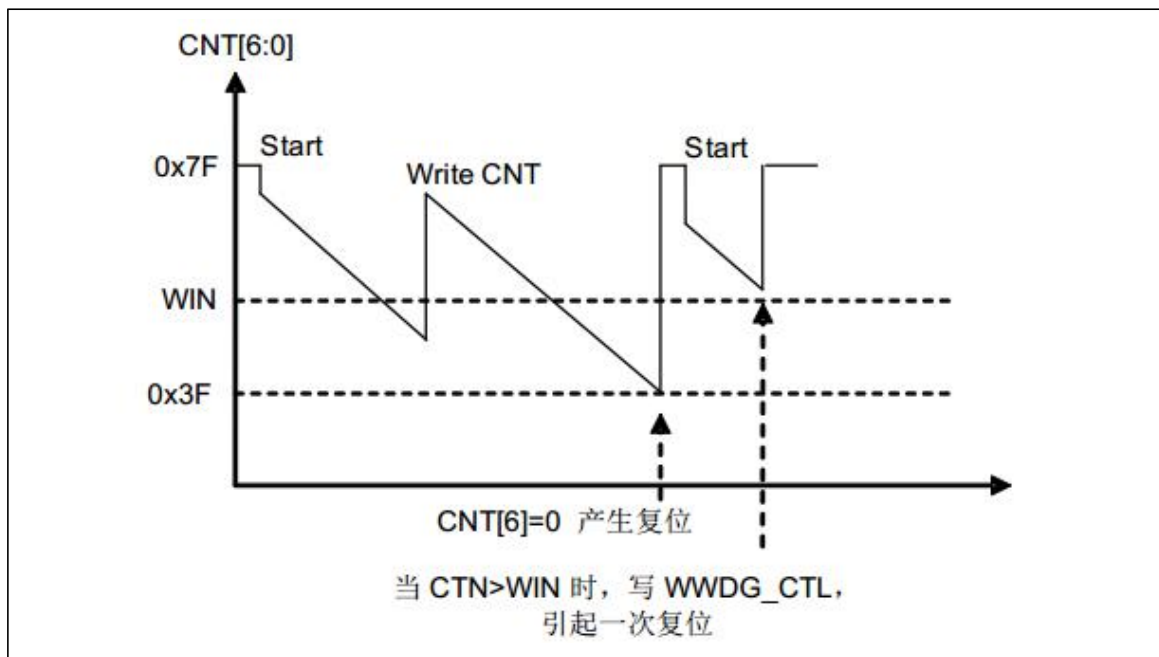 CNT[6:0]
Start
Start
0x7F
Write CNT
WIN
0x3F
CNT[6]=0 产生复位
当 CTN>WIN 时，写 WWDG_CTL，
引起一次复位